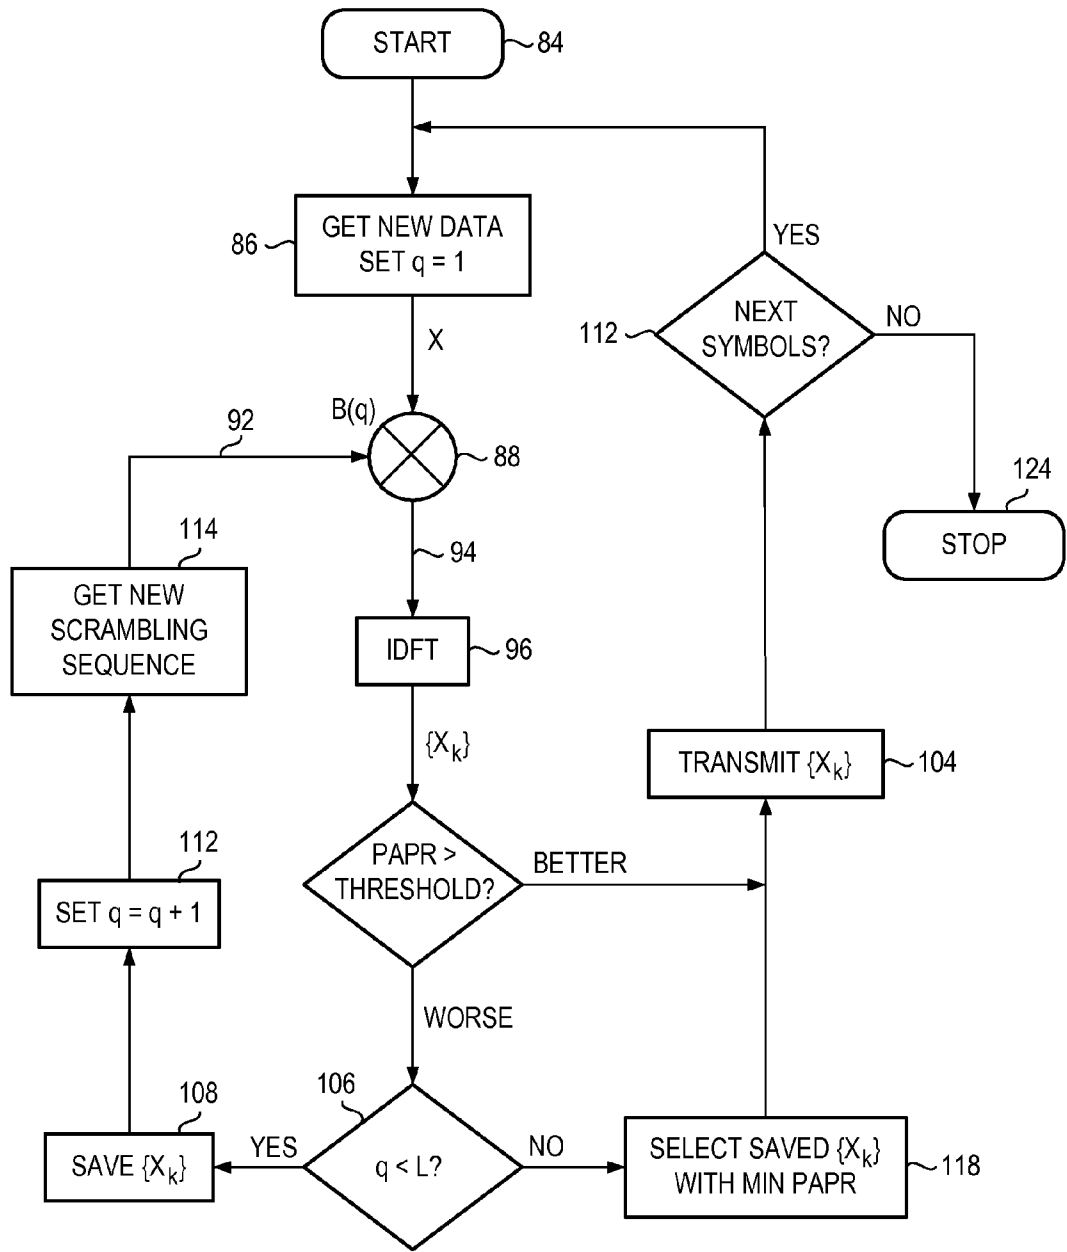 START
84
GET NEW DATA
SET q = 1
86
X
YES
NEXT
SYMBOLS?
112
NO
B(q)
92
88
124
STOP
114
GET NEW
SCRAMBLING
SEQUENCE
94
IDFT
96
{Xk}
TRANSMIT {Xk}
104
PAPR >
THRESHOLD?
BETTER
112
SET q = q + 1
WORSE
106
108
SAVE {Xk}
YES
q < L?
NO
SELECT SAVED {Xk}
WITH MIN PAPR
118